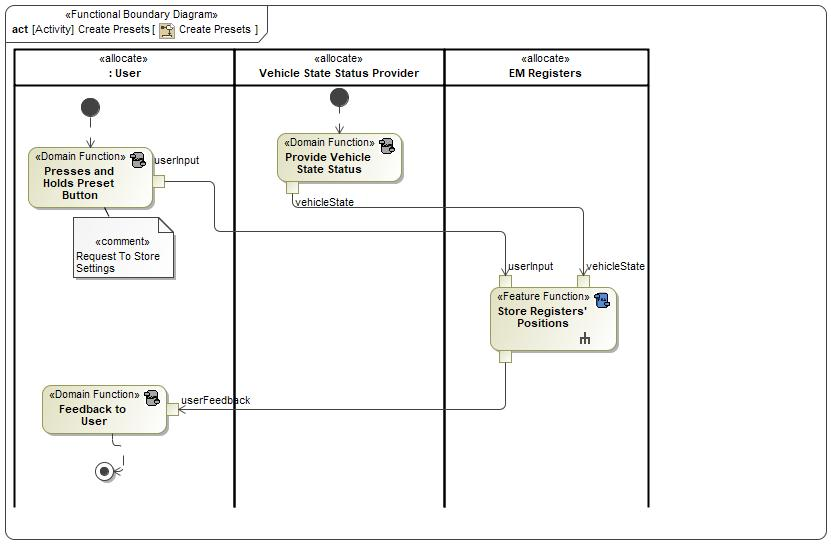 «Functional Boundary Diagram»
act [Activity] Create Presets [ Create Presets ]
«allocate»
: User
«allocate»
Vehicle State Status Provider
«allocate»
EM Registers
«Domain Function»
Presses and
Holds Preset
Button
userInput
«Domain Function»
Provide Vehicle
State Status
vehicleState
«comment»
Request To Store
Settings
userInput
vehicleState
«Feature Function»
Store Registers'
Positions
«Domain Function»
Feedback to
User
userFeedback